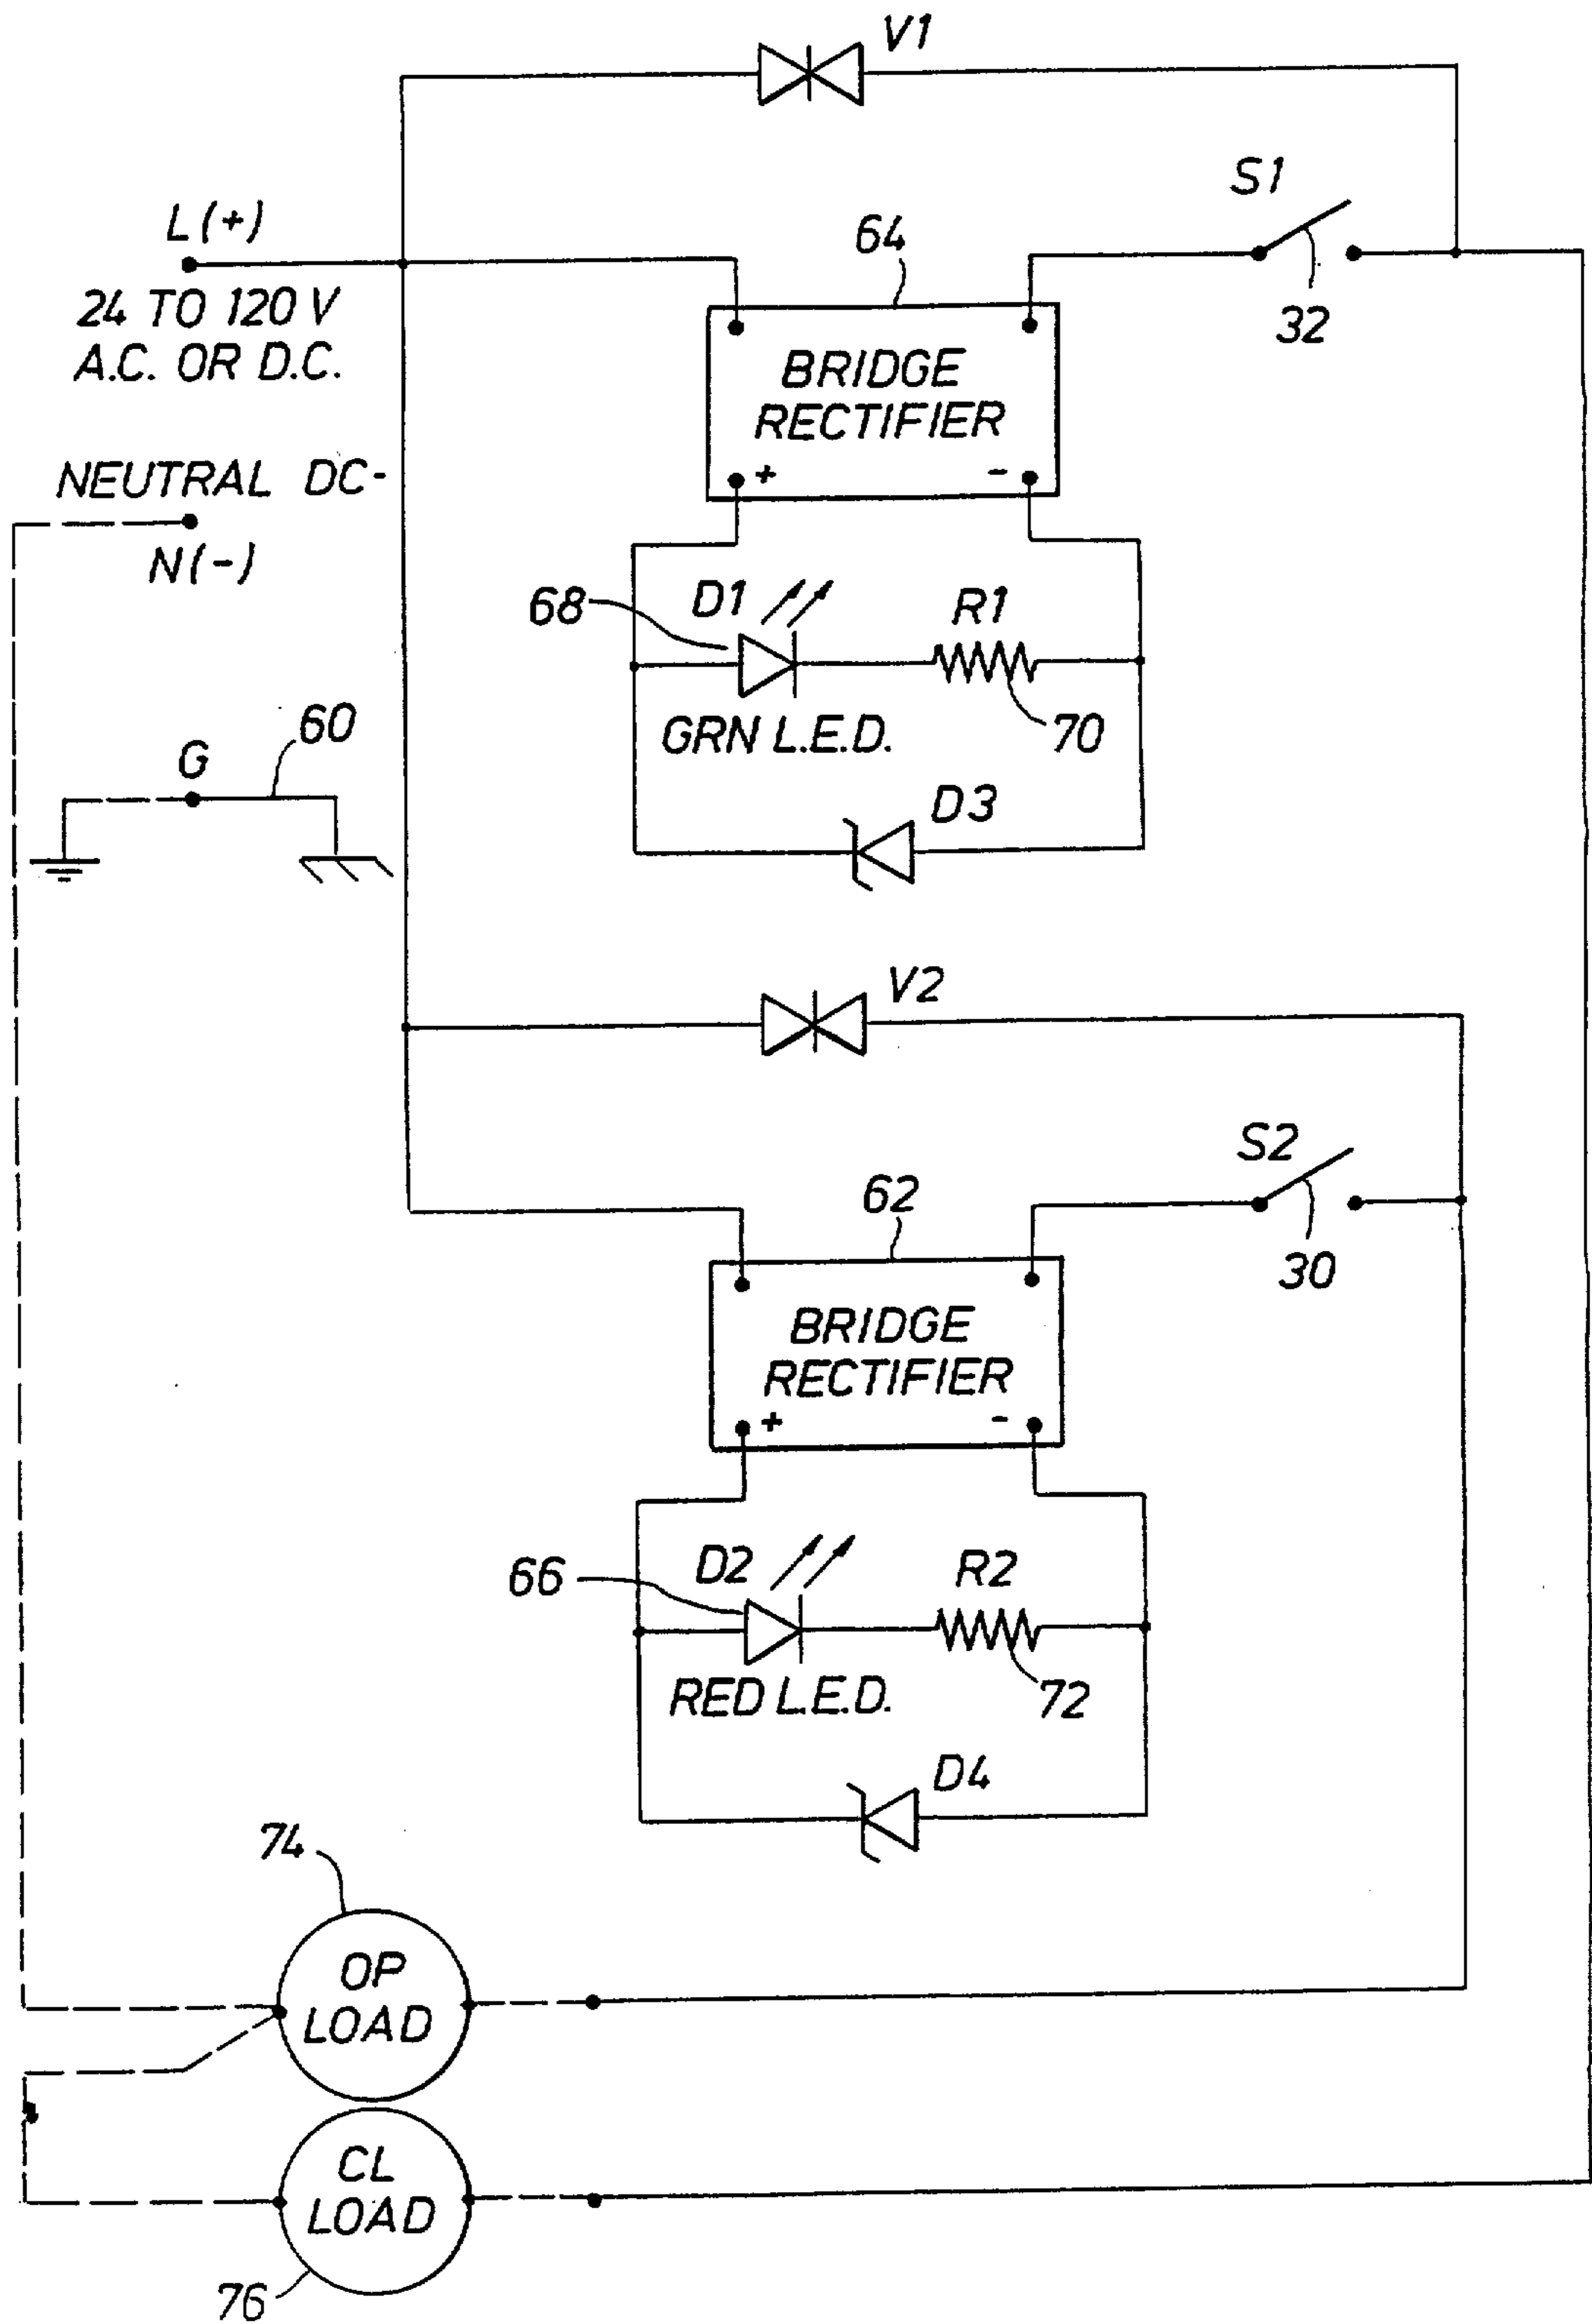 V1
S1
L(+)
64
24 TO 120 V
A.C. OR D.C.
32
BRIDGE
RECTIFIER
+ -
NEUTRAL DC-
N(-)
68
D1
R1
GRN L.E.D.
70
60
G
D3
V2
S2
62
30
BRIDGE
RECTIFIER
+ -
66
D2
R2
RED L.E.D.
72
D4
74
OP
LOAD
CL
LOAD
76